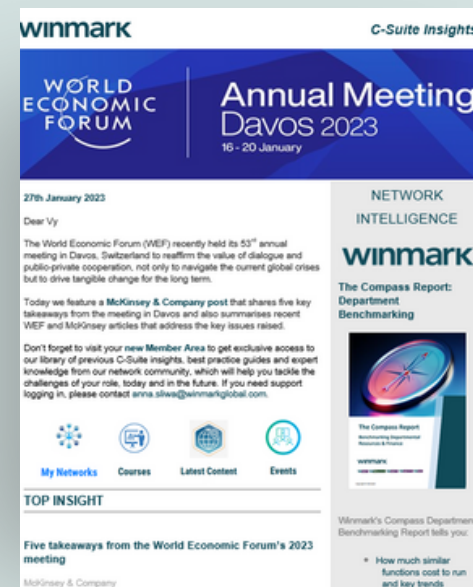 winmark
C-Suite Insights
WORLD
ECONOMIC
FORUM
Annual Meeting
Davos 2023
16 - 20 January
27th January 2023
Dear Vy
The World Economic Forum (WEF) recently held its 53rd annual
meeting in Davos, Switzerland to reaffirm the value of dialogue and
public-private cooperation, not only to navigate the current global crises
but to drive tangible change for the long term.
Today we feature a McKinsey & Company post that shares five key
takeaways from the meeting in Davos and also summarises recent
WEF and McKinsey articles that address the key issues raised.
Don't forget to visit your new Member Area to get exclusive access to
our library of previous C-Suite insights, best practice guides and expert
knowledge from our network community, which will help you tackle the
challenges of your role, today and in the future. If you need support
logging in, please contact anna.sliwa@winmarkglobal.com.
My Networks
Courses
Latest Content
Events
TOP INSIGHT
Five takeaways from the World Economic Forum's 2023
meeting
McKinsey & Company
NETWORK
INTELLIGENCE
winmark
The Compass Report:
Department
Benchmarking
The Compass Report
Benchmarking Departmental
Resources & Finance
winmark
Winmark's Compass Department
Benchmarking Report tells you:
How much similar
functions cost to run
and key trends